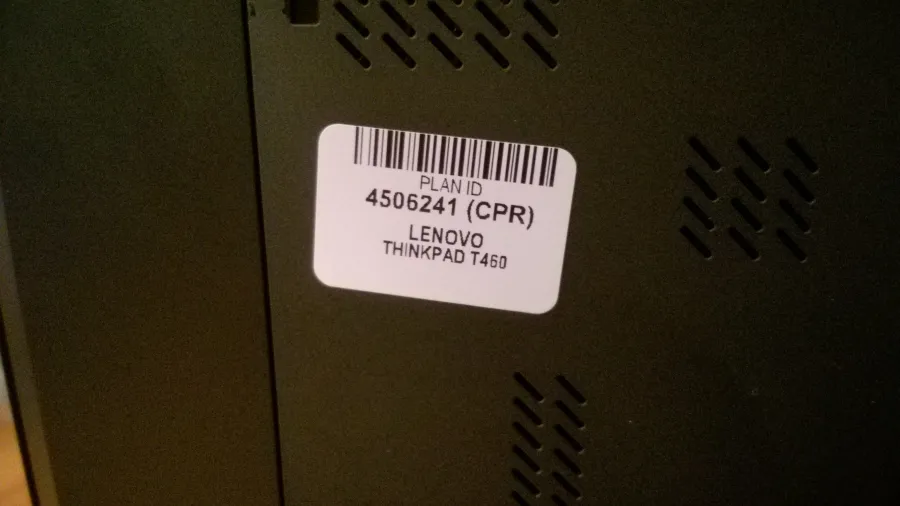 PLAN ID
4506241 (CPR)
LENOVO
THINKPAD T460